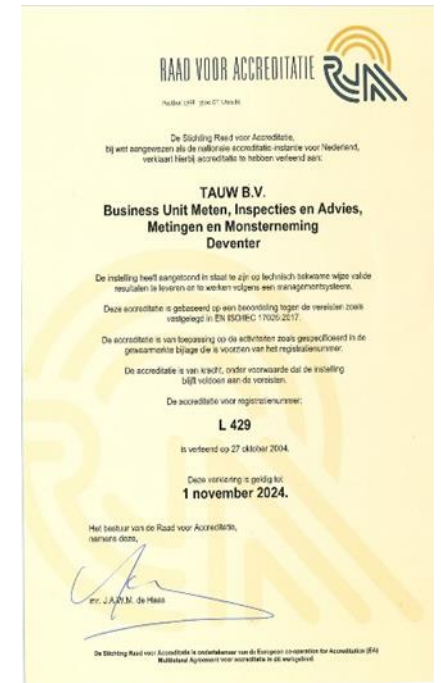 RAAD VOOR ACCREDITATIE
RVA
De Stichting Raad voor Accreditatie,
bij wet aangewezen als de nationale accreditatie-instantie voor Nederland,
verklaart hierbij accreditatie te hebben verleend aan:
TAUW B.V.
Business Unit Meten, Inspecties en Advies,
Metingen en Monsterneming
Deventer
De instelling heeft aangetoond in staat te zijn op technisch bekwame wijze valide
resultaten te leveren en te werken volgens een managementsysteem.
Deze accreditatie is gebaseerd op een beoordeling tegen de vereisten zoals
vastgelegd in EN ISO/IEC 17025:2017.
De accreditatie is van toepassing op de activiteiten zoals gespecificeerd in de
gewaarmerkte bijlage die is voorzien van het registratienummer.
De accreditatie is van kracht, onder voorwaarde dat de instelling
blijft voldoen aan de vereisten.
De accreditatie voor registratienummer:
L 429
is verleend op 27 oktober 2004.
Deze verklaring is geldig tot
1 november 2024.
Het bestuur van de Raad voor Accreditatie,
namens deze,
mr. J.A.W.M. de Haas
De Stichting Raad voor Accreditatie is ondertekenaar van de European co-operation for Accreditation (EA)
Multilateral Agreement voor accreditatie in dit werkgebied.